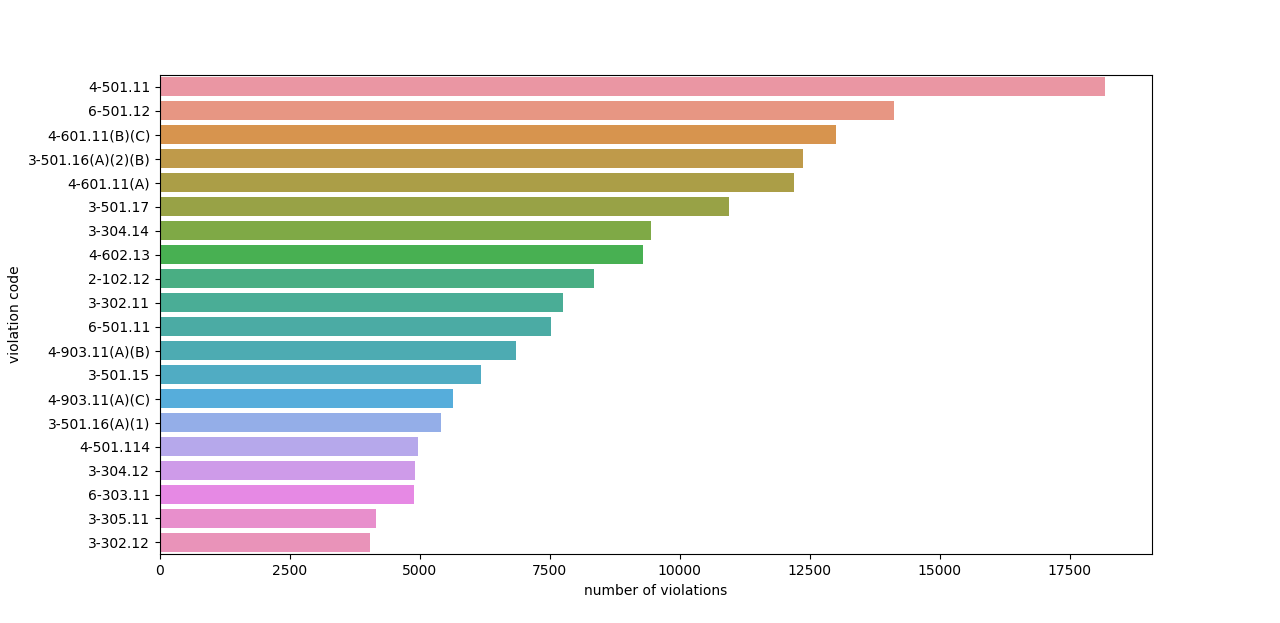 violation code
4-501.11
6-501.12
4-601.11(B)(C)
3-501.16(A)(2)(B)
4-601.11(A)
3-501.17
3-304.14
4-602.13
2-102.12
3-302.11
6-501.11
4-903.11(A)(B)
3-501.15
4-903.11(A)(C)
3-501.16(A)(1)
4-501.114
3-304.12
6-303.11
3-305.11
3-302.12
0 2500 5000 7500 10000 12500 15000 17500
number of violations